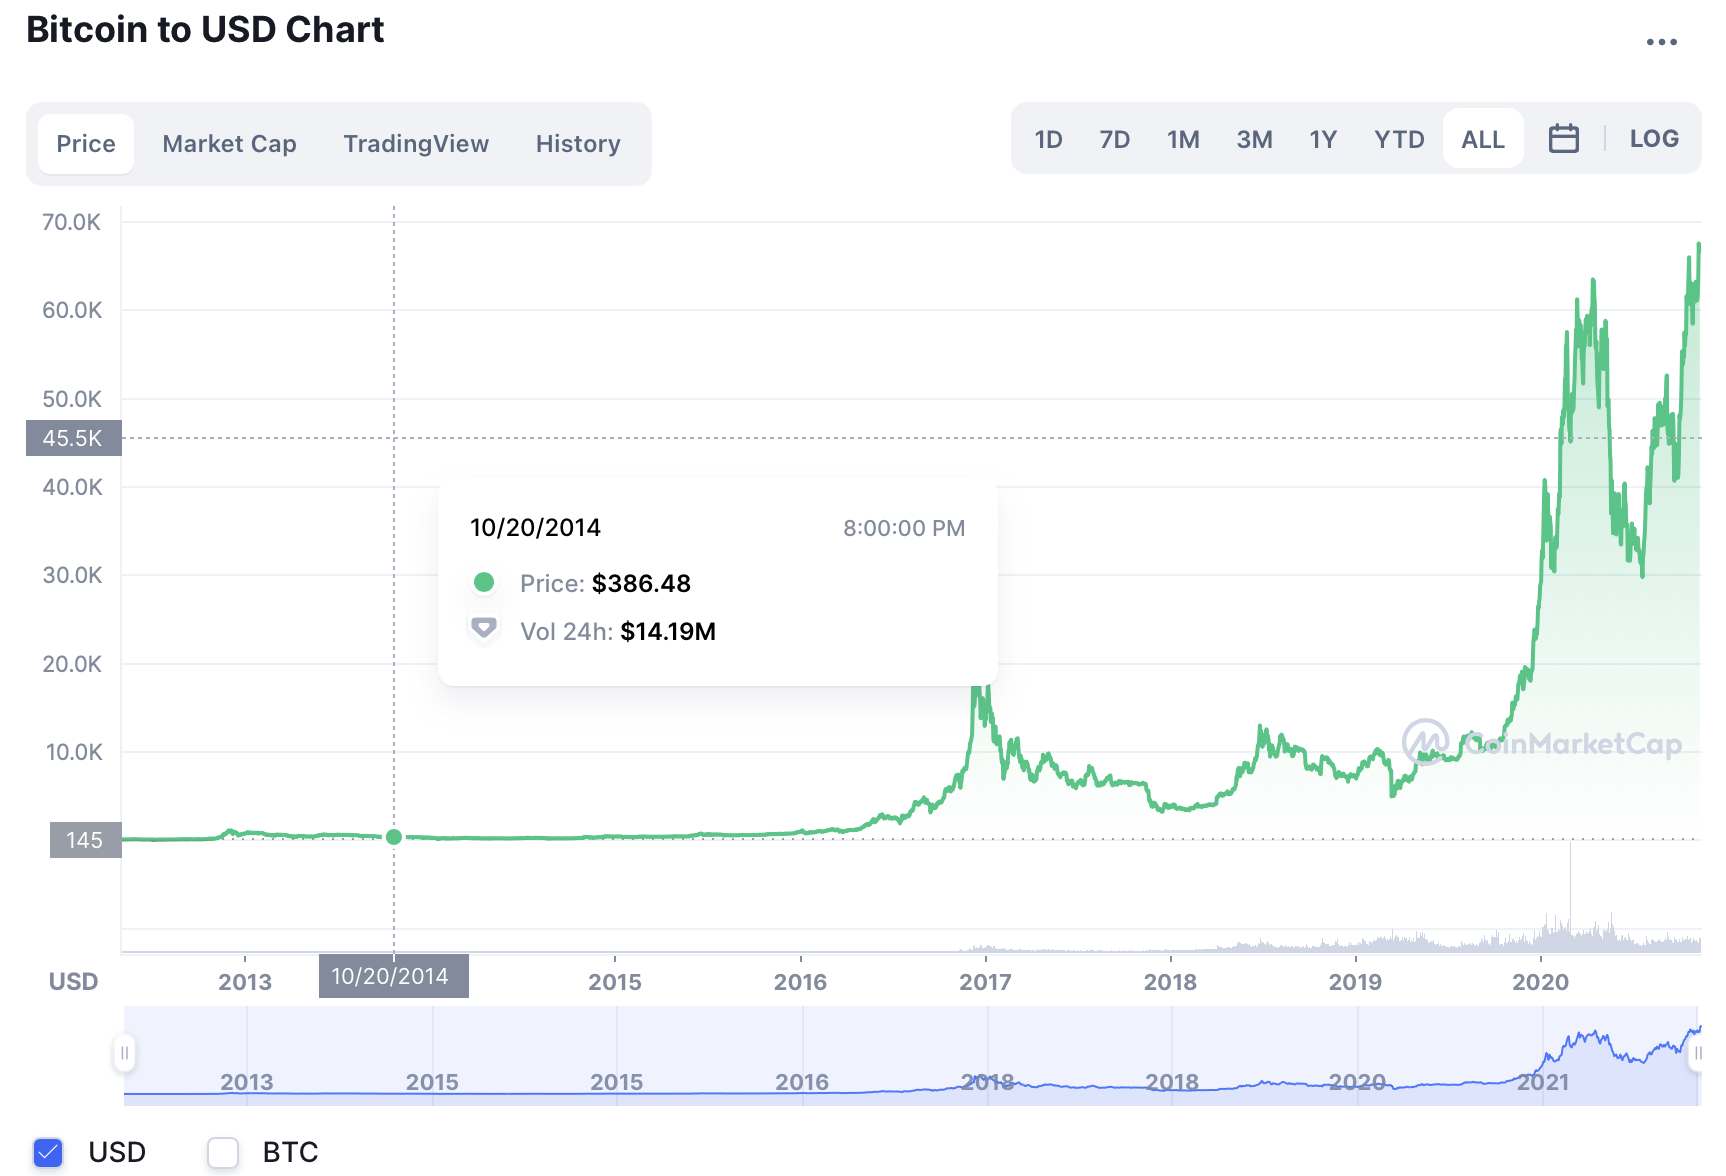 Bitcoin to USD Chart
Price Market Cap TradingView History
1D 7D 1M 3M 1Y YTD ALL LOG
70.0K
60.0K
50.0K
45.5K
40.0K
10/20/2014 8:00:00 PM
30.0K
Price: $386.48
Vol 24h: $14.19M
20.0K
10.0K
CoinMarketCap
145
USD 2013 10/20/2014 2015 2016 2017 2018 2019 2020
2013 2015 2015 2016 2018 2018 2020 2021
USD BTC